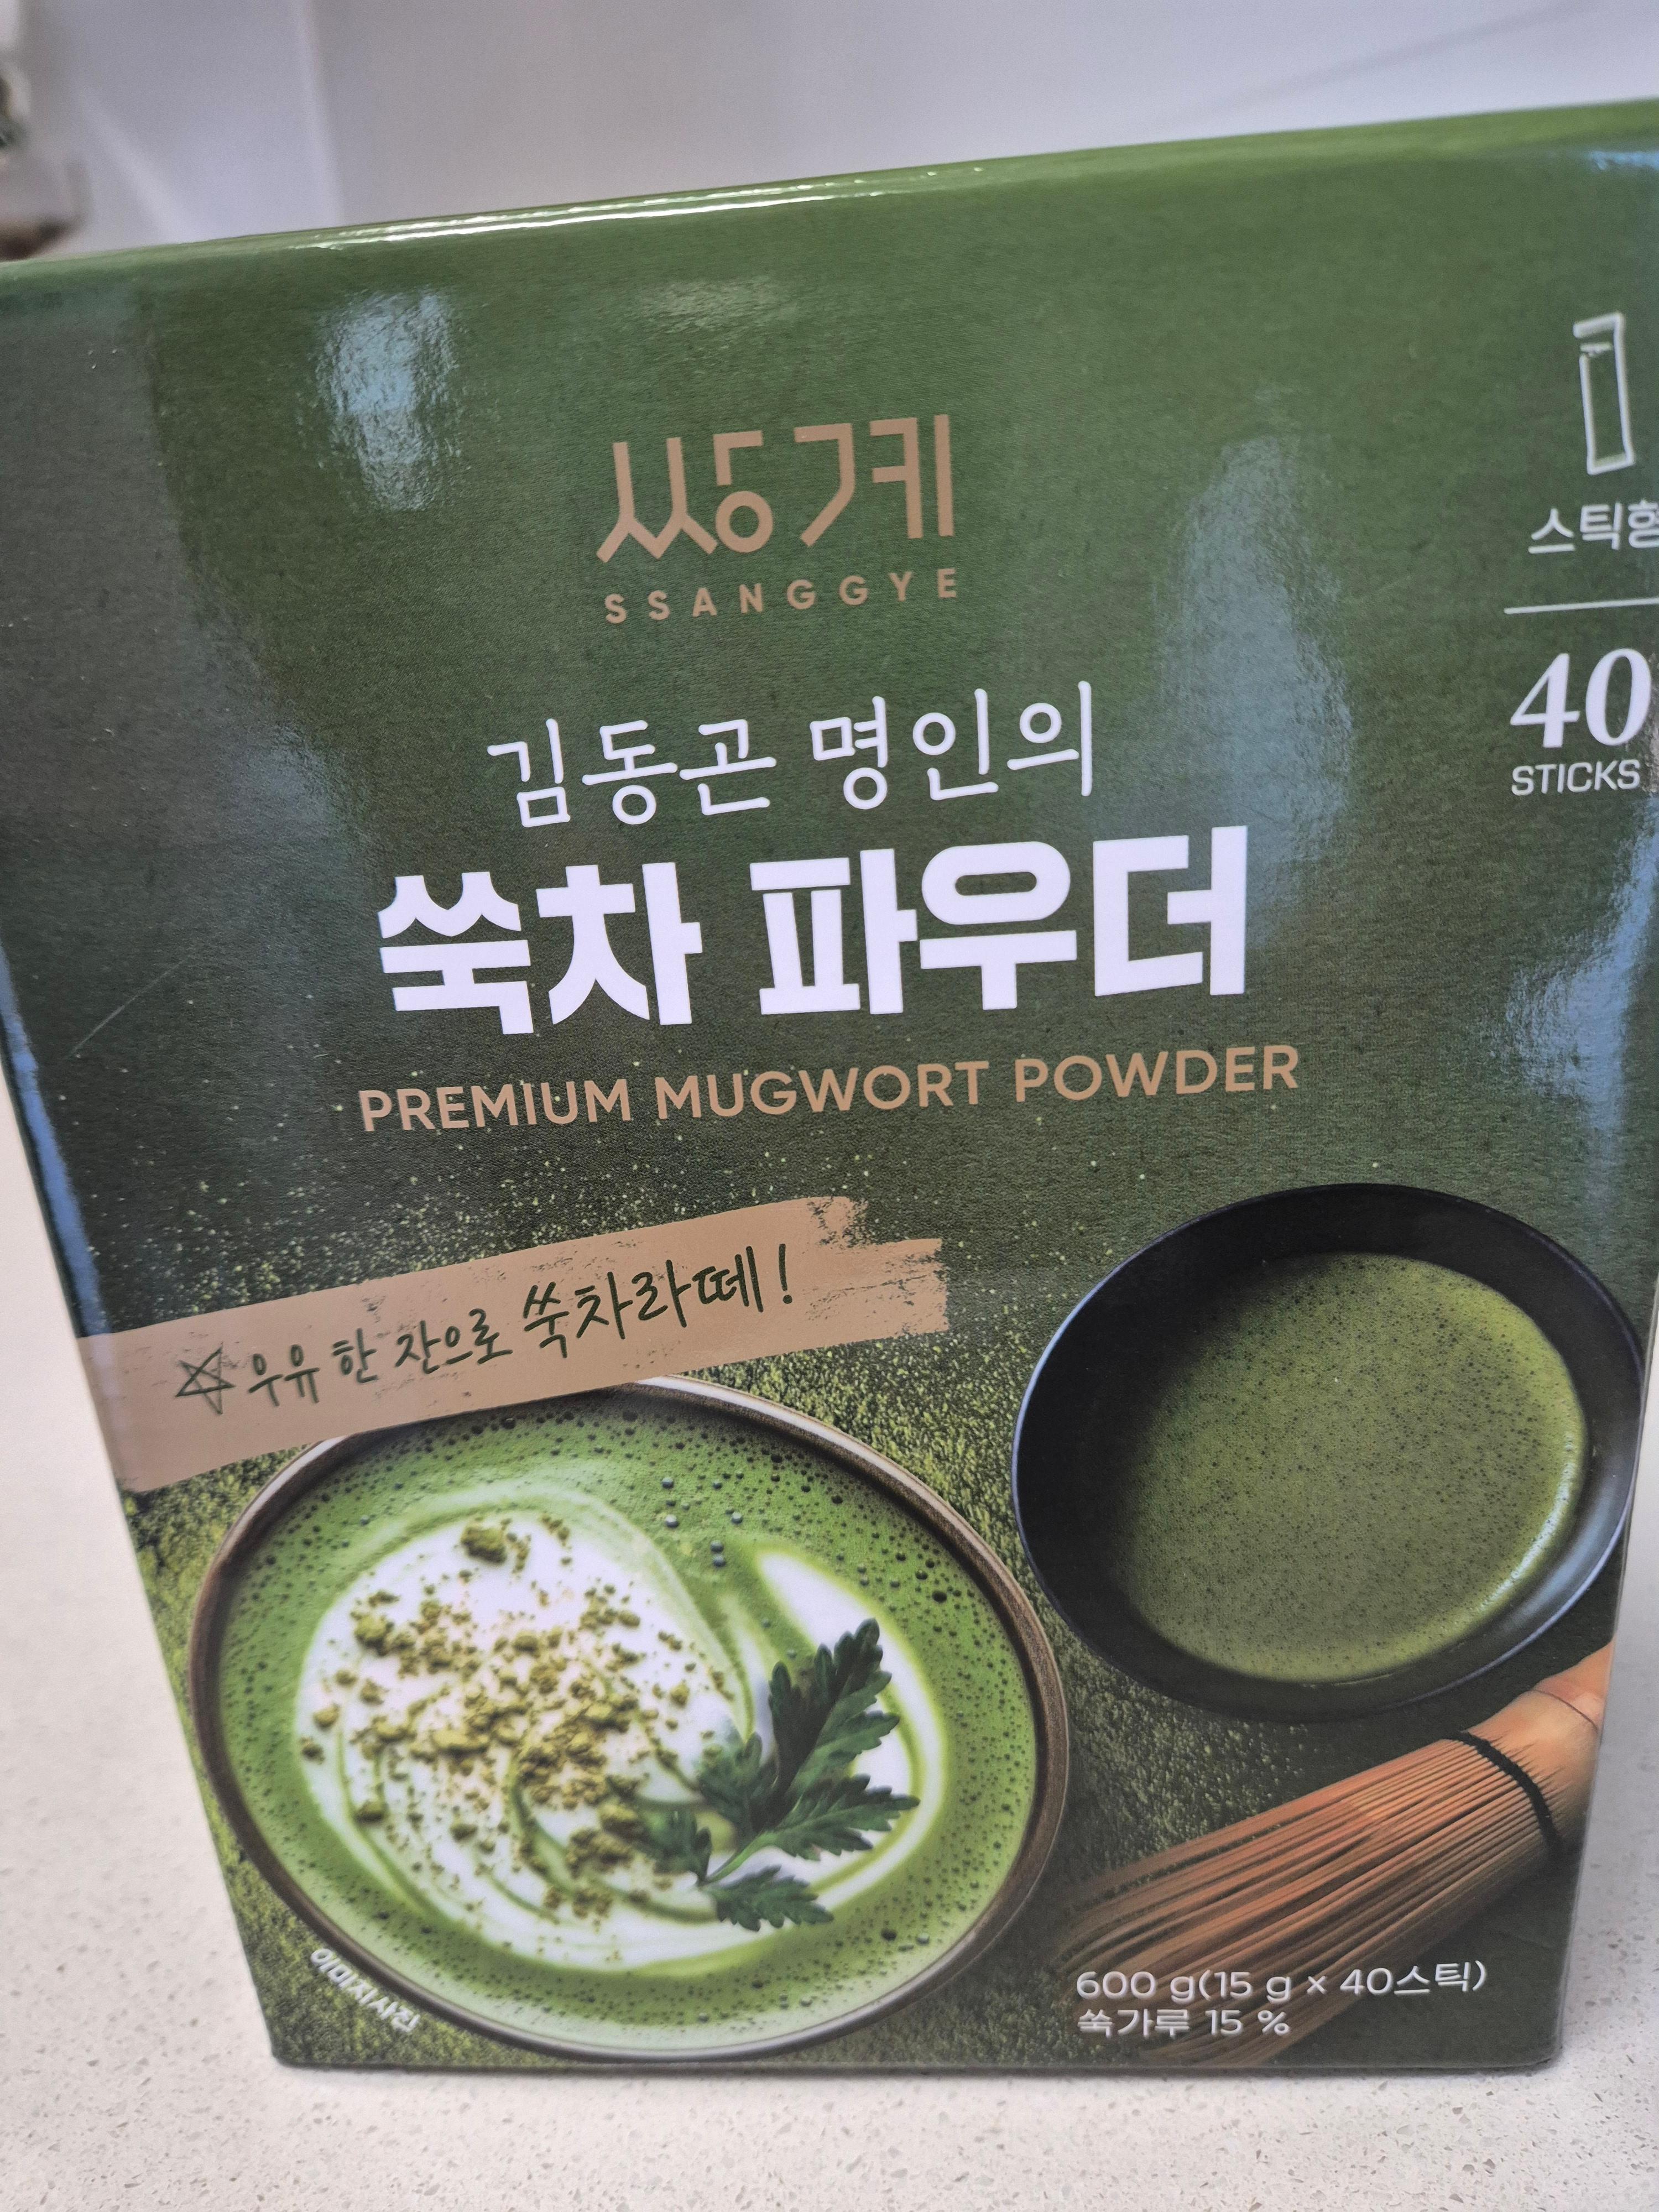 쌍계
SSANGGYE
스틱형
40
STICKS
김동곤 명인의
쑥차 파우더
PREMIUM MUGWORT POWDER
우유 한 잔으로 쑥차라떼!
600 g(15 g × 40스틱)
쑥가루 15 %
이미지사진